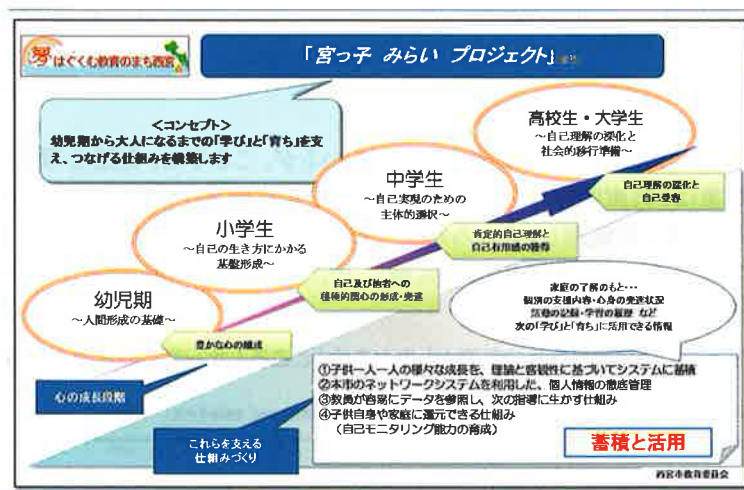 夢はぐくむ教育のまち西宮
「宮っ子 みらい プロジェクト」
＜コンセプト＞
幼児期から大人になるまでの「学び」と「育ち」を支
え、つなげる仕組みを構築します
高校生・大学生
～自己理解の深化と
社会的移行準備～
自己理解の深化と
自己受容
中学生
～自己実現のための
主体的選択～
肯定的自己理解と
自己有用感の獲得
小学生
～自己の生き方にかかる
基盤形成～
自己及び他者への
積極的関心の形成・発達
幼児期
～人間形成の基礎～
豊かな心の醸成
心の成長段階
家庭の了解のもと…
個別の支援内容・心身の発達状況
活動の記録・学習の履歴 など
次の「学び」と「育ち」に活用できる情報
これらを支える
仕組みづくり
①子供一人一人の様々な成長を、理論と客観性に基づいてシステムに蓄積
②本市のネットワークシステムを利用した、個人情報の徹底管理
③教員が容易にデータを参照し、次の指導に生かす仕組み
④子供自身や家庭に還元できる仕組み
（自己モニタリング能力の育成）
蓄積と活用
西宮市教育委員会